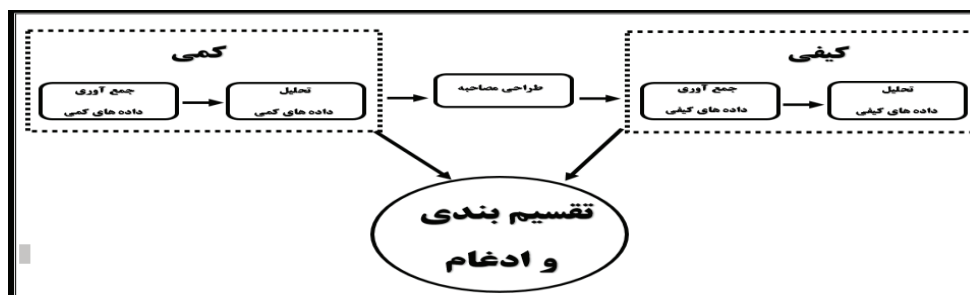 کمی
جمع آوری
داده های کمی
تحلیل
داده های کمی
طراحی مصاحبه
کیفی
جمع آوری
داده های کیفی
تحلیل
داده های کیفی
تقسیم بندی
و ادغام